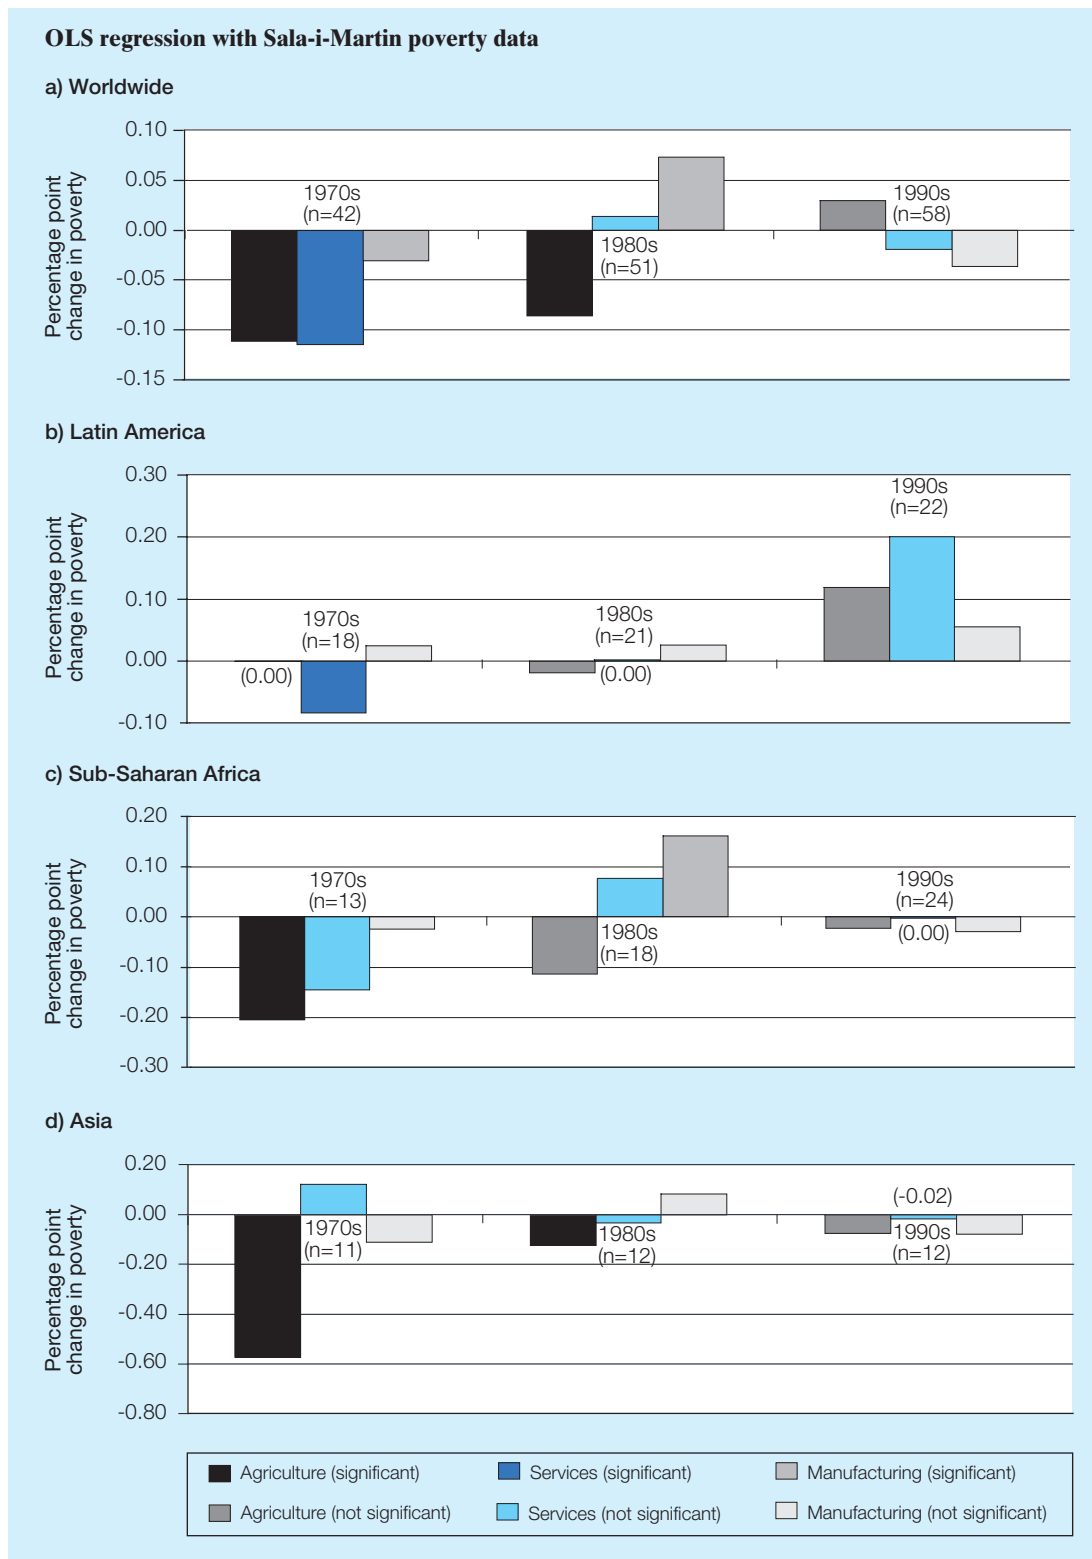 OLS regression with Sala-i-Martin poverty data
a) Worldwide
Percentage point
change in poverty
0.10
0.05
0.00
-0.05
-0.10
-0.15
1970s
(n=42)
1980s
(n=51)
1990s
(n=58)
b) Latin America
Percentage point
change in poverty
0.30
0.20
0.10
0.00
-0.10
(0.00)
1970s
(n=18)
1980s
(n=21)
(0.00)
1990s
(n=22)
c) Sub-Saharan Africa
Percentage point
change in poverty
0.20
0.10
0.00
-0.10
-0.20
-0.30
1970s
(n=13)
1980s
(n=18)
1990s
(n=24)
(0.00)
d) Asia
Percentage point
change in poverty
0.20
0.00
-0.20
-0.40
-0.60
-0.80
1970s
(n=11)
1980s
(n=12)
(-0.02)
1990s
(n=12)
Agriculture (significant)
Services (significant)
Manufacturing (significant)
Agriculture (not significant)
Services (not significant)
Manufacturing (not significant)